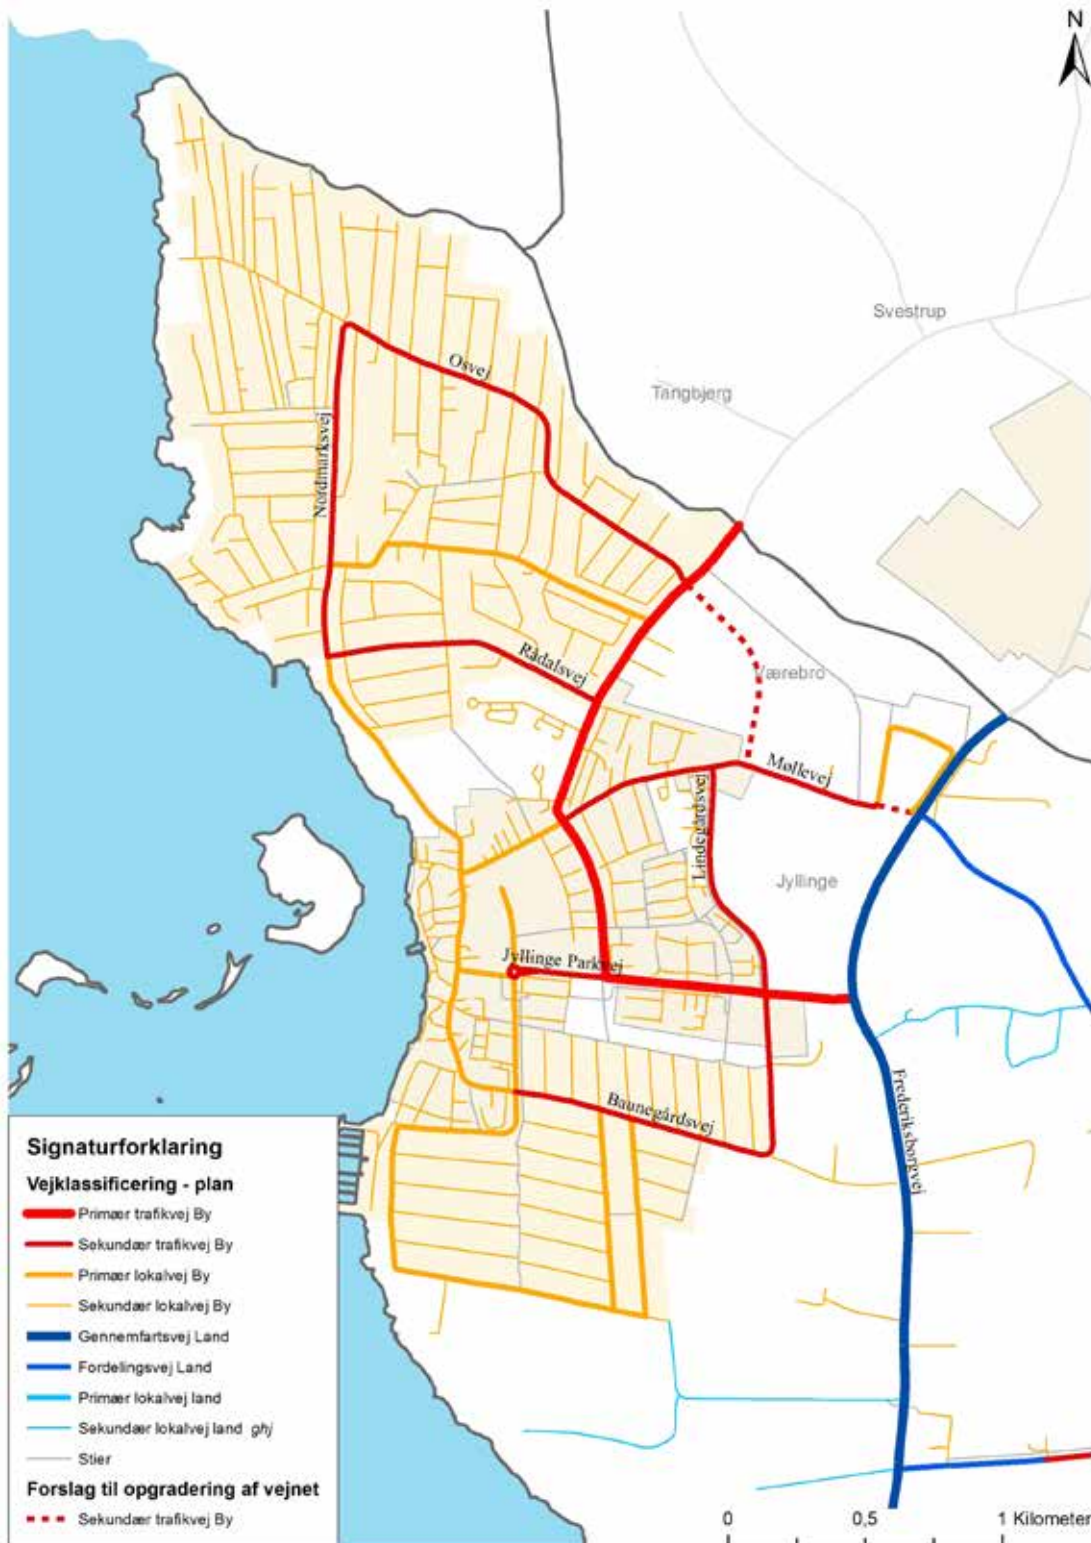 N
Svestrup
Tangbjerg
Osvej
Nordmarksvej
Rådalsvej
Værebro
Møllevej
Lindegårdsvej
Jyllinge
Jyllinge Parkvej
Frederiksborgvej
Baunegårdsvej
Signaturforklaring
Vejklassificering - plan
Primær trafikvej By
Sekundær trafikvej By
Primær lokalvej By
Sekundær lokalvej By
Gennemfartsvej Land
Fordelingsvej Land
Primær lokalvej land
Sekundær lokalvej land ghj
Stier
Forslag til opgradering af vejnet
Sekundær trafikvej By
0 0,5 1 Kilometer